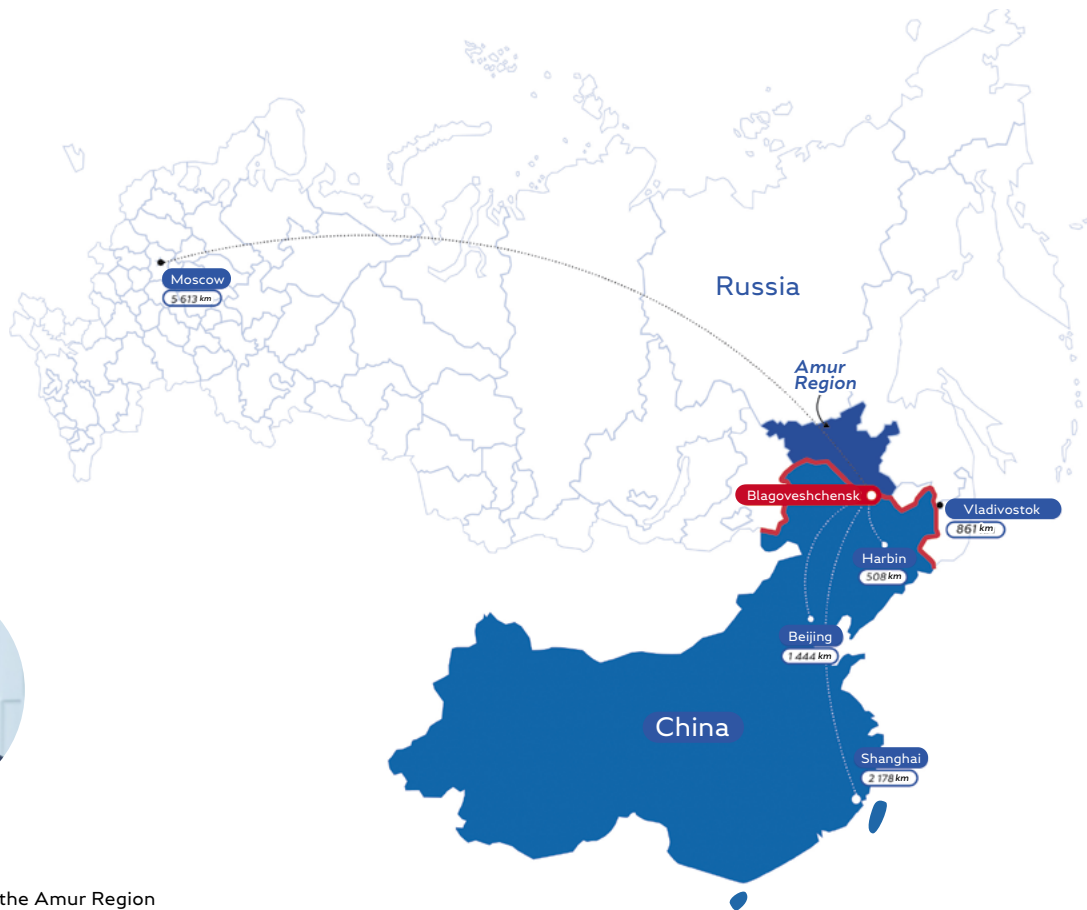 Moscow
5 613 km
Russia
Amur
Region
Blagoveshchensk
Vladivostok
861 km
Harbin
508 km
Beijing
1 444 km
China
Shanghai
2 178 km
the Amur Region